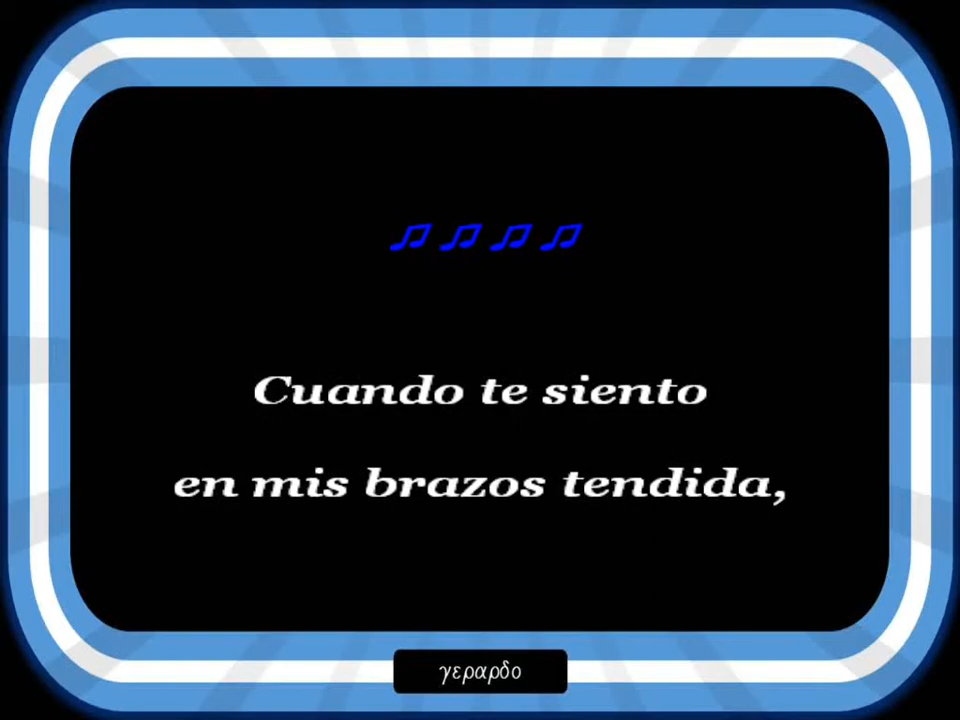 ♫ ♫ ♫ ♫
Cuando te siento
en mis brazos tendida,
γεραρδο